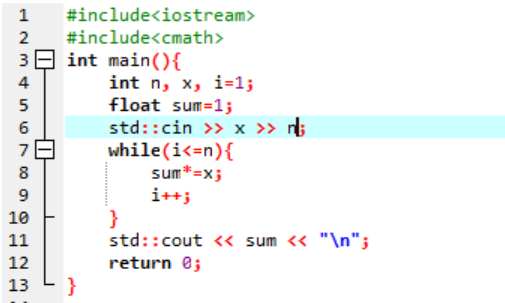 1 #include<iostream>
2 #include<cmath>
3 int main(){
4 int n, x, i=1;
5 float sum=1;
6 std::cin >> x >> n;
7 while(i<=n){
8 sum*=x;
9 i++;
10 }
11 std::cout << sum << "\n";
12 return 0;
13 }